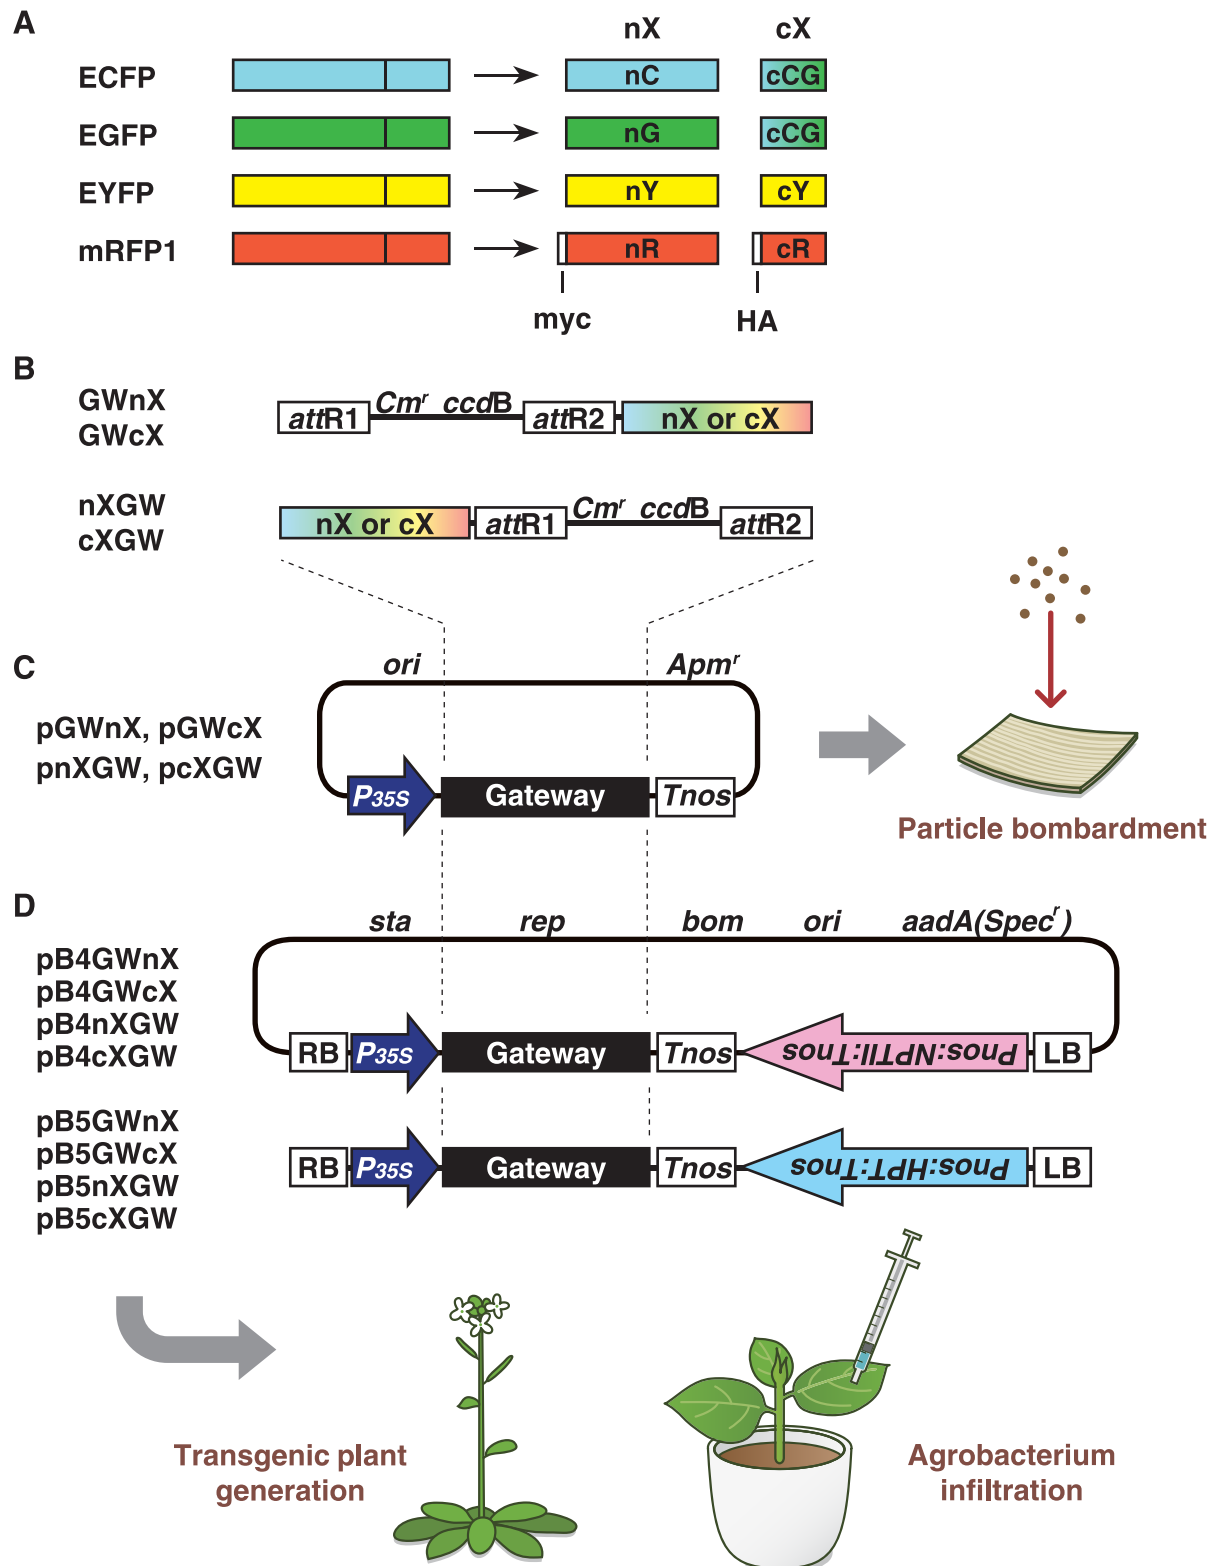 A
nX cX
ECFP nC cCG
EGFP nG cCG
EYFP nY cY
mRFP1 nR cR
myc HA
B
GWnX
GWcX
attR1 Cmʳ ccdB attR2 nX or cX
nXGW
cXGW
nX or cX attR1 Cmʳ ccdB attR2
C
ori Apmʳ
pGWnX, pGWcX
pnXGW, pcXGW
P35S Gateway Tnos
Particle bombardment
D
sta rep bom ori aadA(Specʳ)
pB4GWnX
pB4GWcX
pB4nXGW
pB4cXGW
RB P35S Gateway Tnos Pnos:NPTII:Tnos LB
pB5GWnX
pB5GWcX
pB5nXGW
pB5cXGW
RB P35S Gateway Tnos Pnos:HPT:Tnos LB
Transgenic plant
generation
Agrobacterium
infiltration